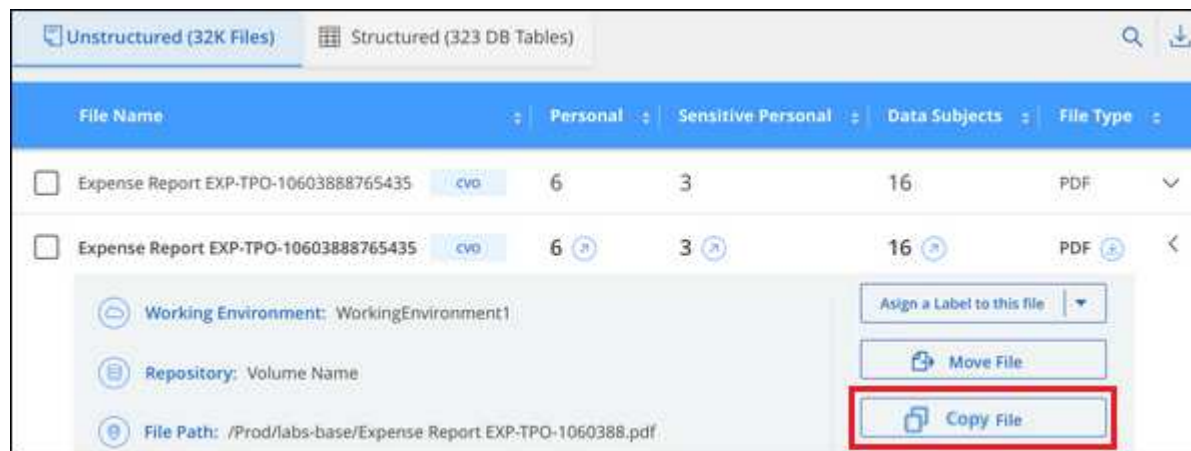 Unstructured (32K Files) Structured (323 DB Tables)
File Name Personal Sensitive Personal Data Subjects File Type
Expense Report EXP-TPO-10603888765435 CVO 6 3 16 PDF
Expense Report EXP-TPO-10603888765435 CVO 6 3 16 PDF
Working Environment: WorkingEnvironment1
Asign a Label to this file
Repository: Volume Name
Move File
File Path: /Prod/labs-base/Expense Report EXP-TPO-1060388.pdf
Copy File